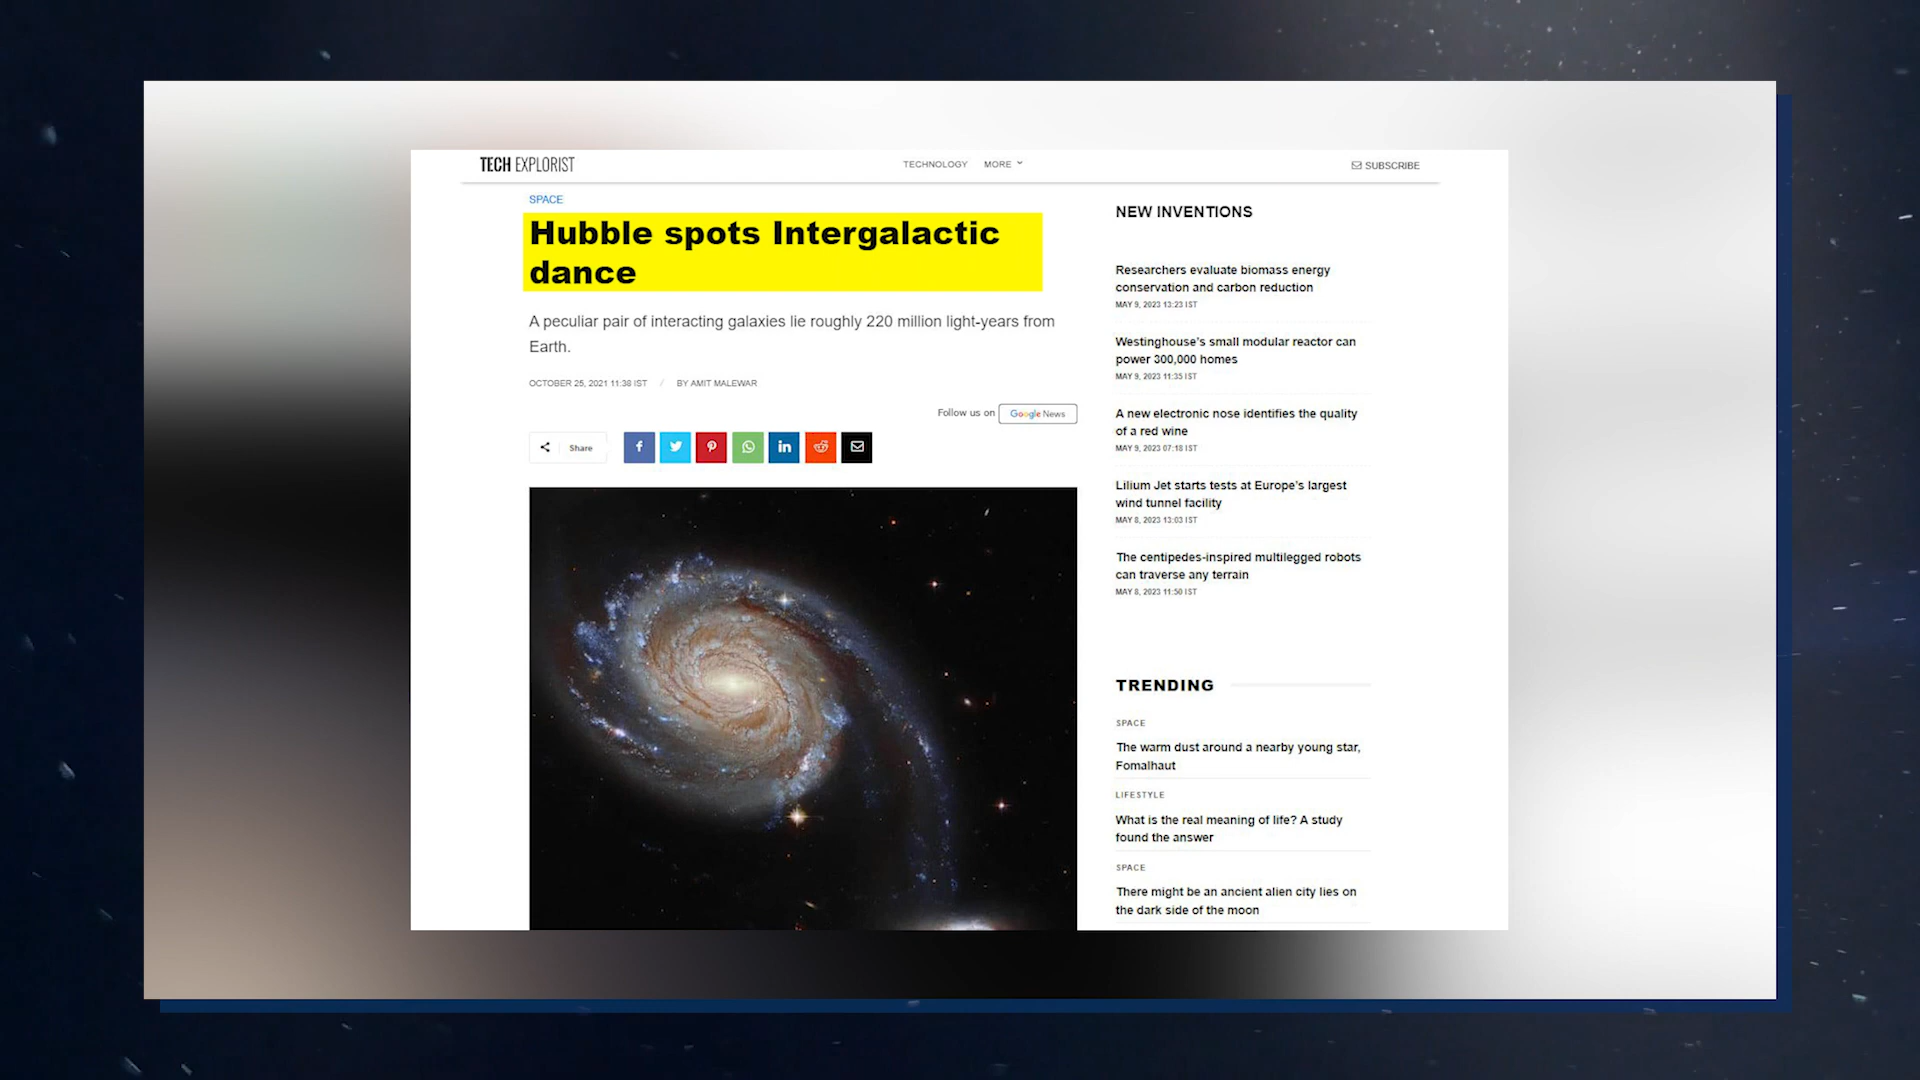 TECH EXPLORIST
TECHNOLOGY MORE
SUBSCRIBE
SPACE
Hubble spots Intergalactic
dance
A peculiar pair of interacting galaxies lie roughly 220 million light-years from
Earth.
OCTOBER 25, 2021 11:38 IST / BY AMIT MALEWAR
Follow us on Google News
Share
NEW INVENTIONS
Researchers evaluate biomass energy
conservation and carbon reduction
MAY 9, 2023 13:23 IST
Westinghouse's small modular reactor can
power 300,000 homes
MAY 9, 2023 11:35 IST
A new electronic nose identifies the quality
of a red wine
MAY 9, 2023 07:18 IST
Lilium Jet starts tests at Europe's largest
wind tunnel facility
MAY 8, 2023 13:03 IST
The centipedes-inspired multilegged robots
can traverse any terrain
MAY 8, 2023 11:50 IST
TRENDING
SPACE
The warm dust around a nearby young star,
Fomalhaut
LIFESTYLE
What is the real meaning of life? A study
found the answer
SPACE
There might be an ancient alien city lies on
the dark side of the moon